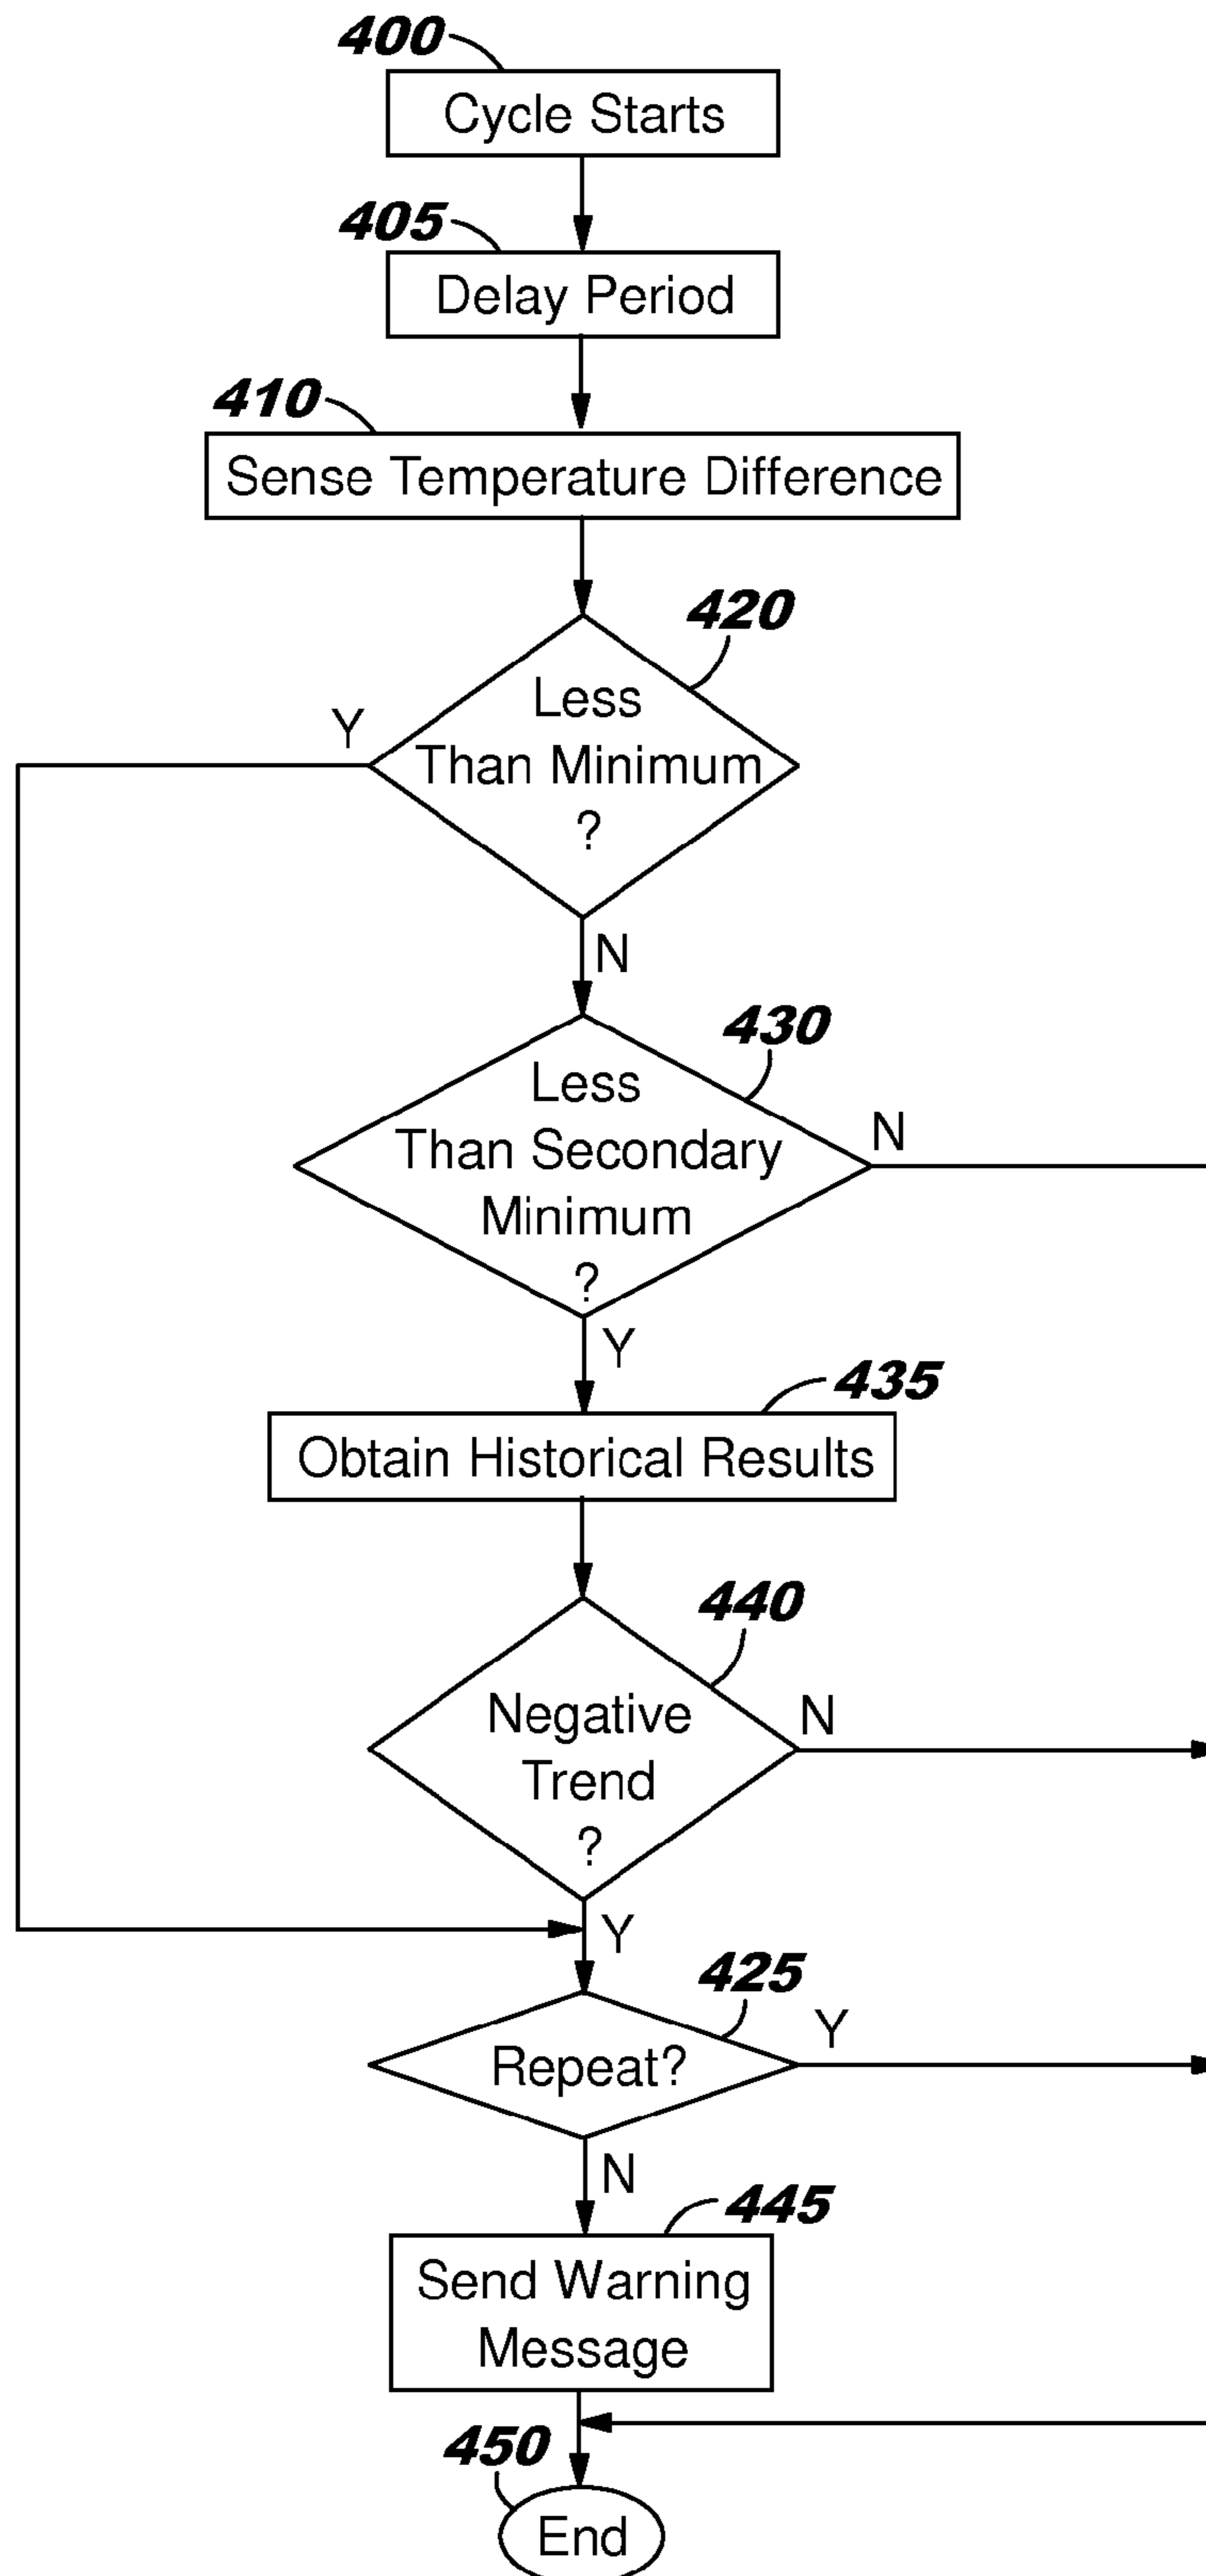 400
Cycle Starts
405
Delay Period
410
Sense Temperature Difference
420
Less
Than Minimum
?
Y
N
430
Less
Than Secondary
Minimum
?
N
Y
435
Obtain Historical Results
440
Negative
Trend
?
N
Y
425
Repeat?
Y
N
445
Send Warning
Message
450
End